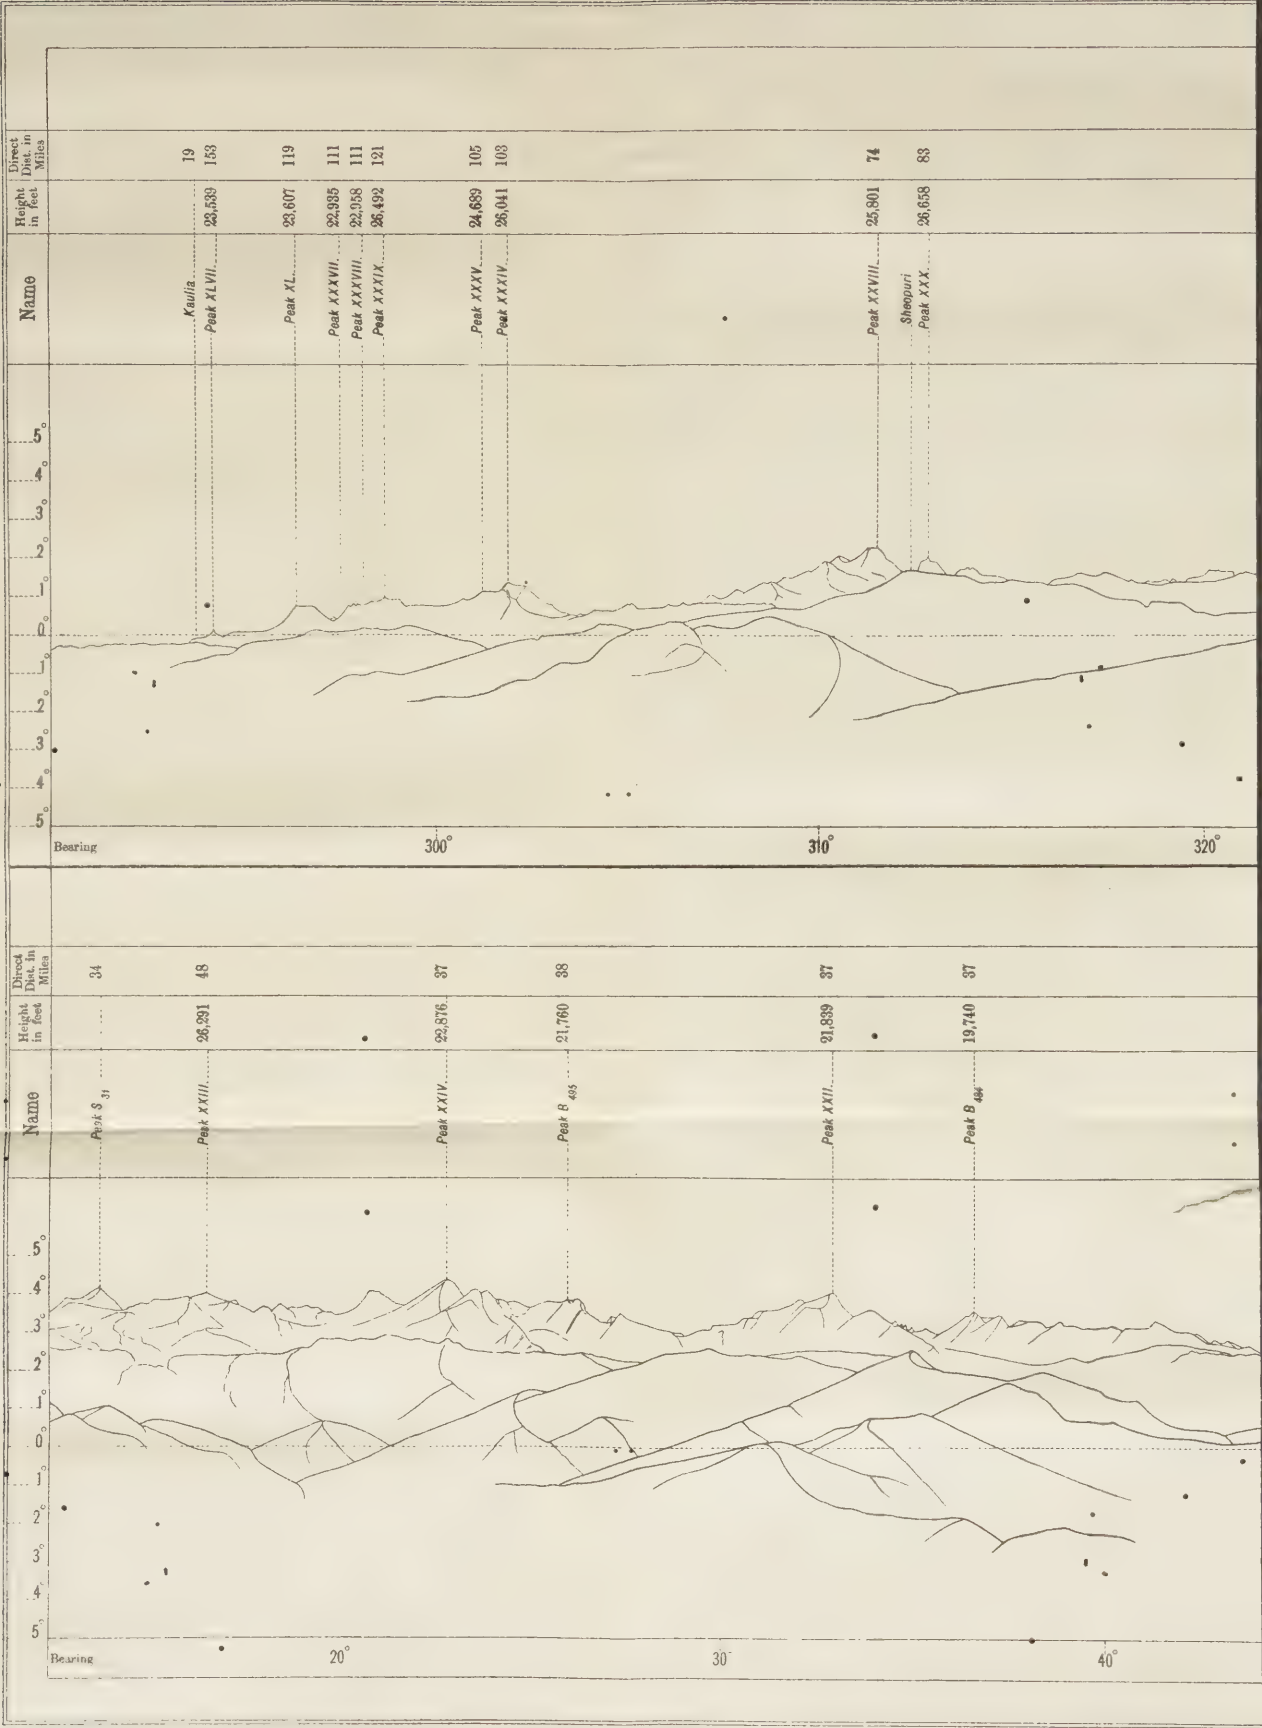 Direct Dist. in Miles
19 153 119 111 111 121 105 103 74 83
Height in feet
23,539 23,607 22,935 22,958 26,492 24,689 26,041 25,801 26,658
Name
Kaulia
Peak XLVII
Peak XL
Peak XXXVII
Peak XXXVIII
Peak XXXIX
Peak XXXV
Peak XXXIV
Peak XXVIII
Sheopuri
Peak XXX
5°
4°
3°
2°
1°
0°
1°
2°
3°
4°
5°
Bearing 300° 310° 320°
Direct Dist. in Miles
34 48 37 38 37 37
Height in feet
26,291 22,876 21,760 21,839 19,740
Name
Peak S 31
Peak XXIII
Peak XXIV
Peak B 495
Peak XXII
Peak B 484
5°
4°
3°
2°
1°
0°
1°
2°
3°
4°
5°
Bearing 20° 30° 40°